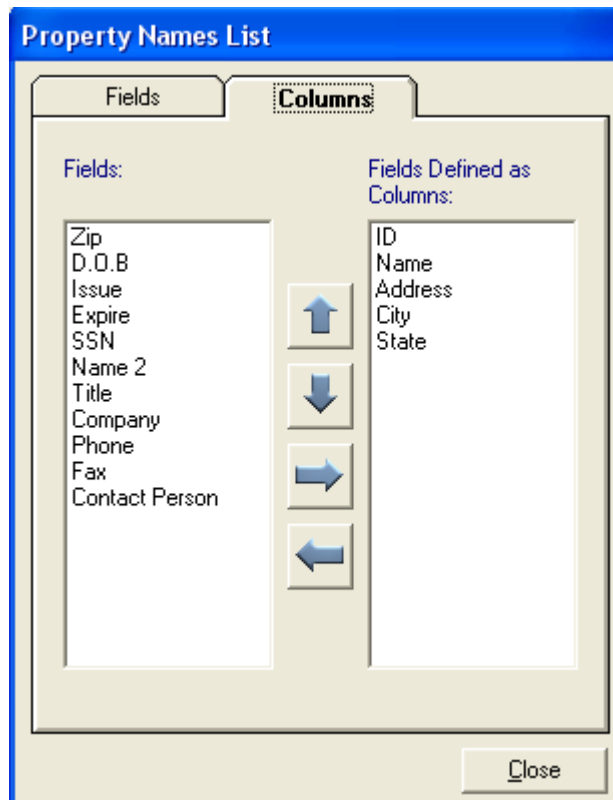 Property Names List
Fields
Columns
Fields:
Zip
D.O.B
Issue
Expire
SSN
Name 2
Title
Company
Phone
Fax
Contact Person
Fields Defined as
Columns:
ID
Name
Address
City
State
Close